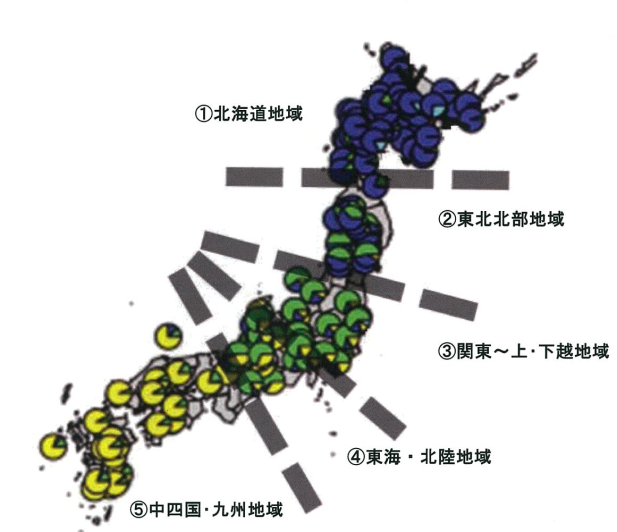 ①北海道地域
②東北北部地域
③関東～上･下越地域
④東海・北陸地域
⑤中四国･九州地域